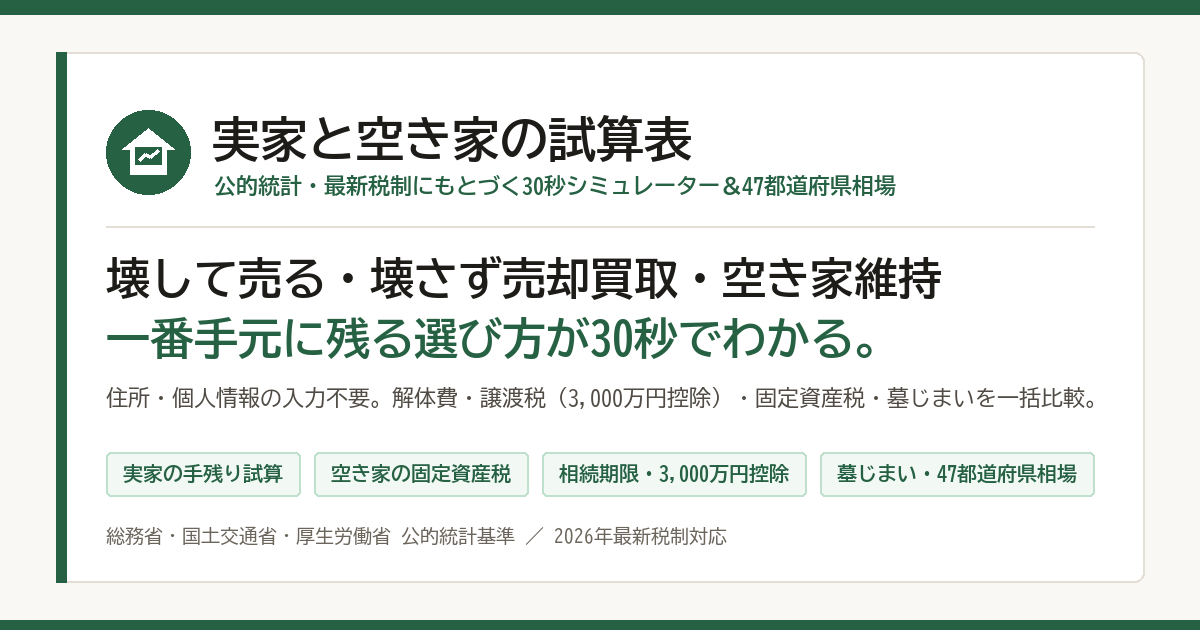 実家と空き家の試算表
公的統計・最新税制にもとづく30秒シミュレーター＆47都道府県相場
壊して売る・壊さず売却買取・空き家維持
一番手元に残る選び方が30秒でわかる。
住所・個人情報の入力不要。解体費・譲渡税（3,000万円控除）・固定資産税・墓じまいを一括比較。
実家の手残り試算
空き家の固定資産税
相続期限・3,000万円控除
墓じまい・47都道府県相場
総務省・国土交通省・厚生労働省 公的統計基準 ／ 2026年最新税制対応